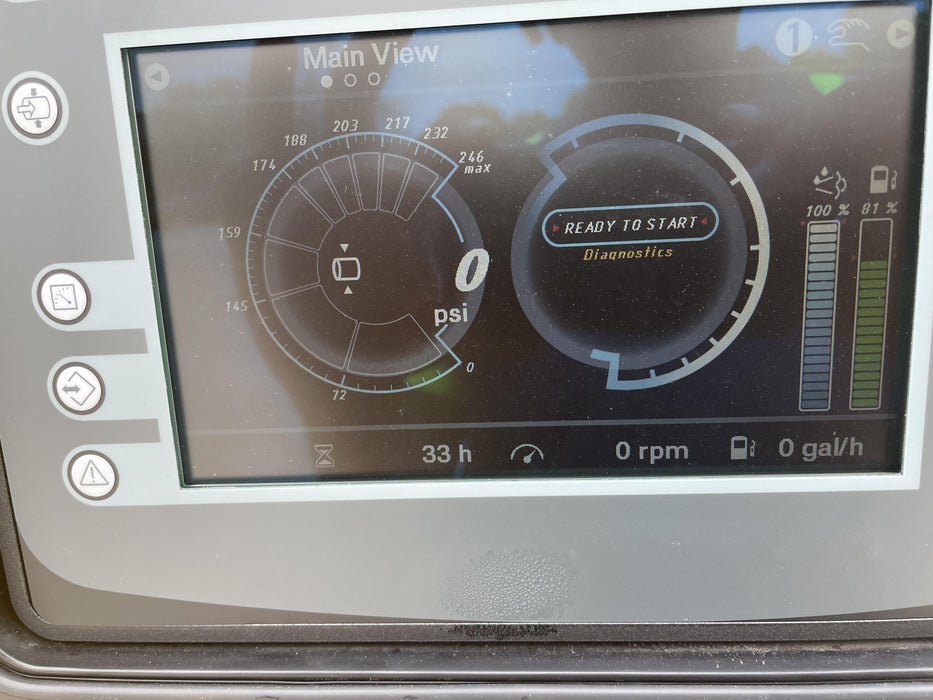 Main View
1
203 217
188 232
174 246
max
100 % 81 %
READY TO START
Diagnostics
159
0
psi
145
0
72
33 h 0 rpm 0 gal/h